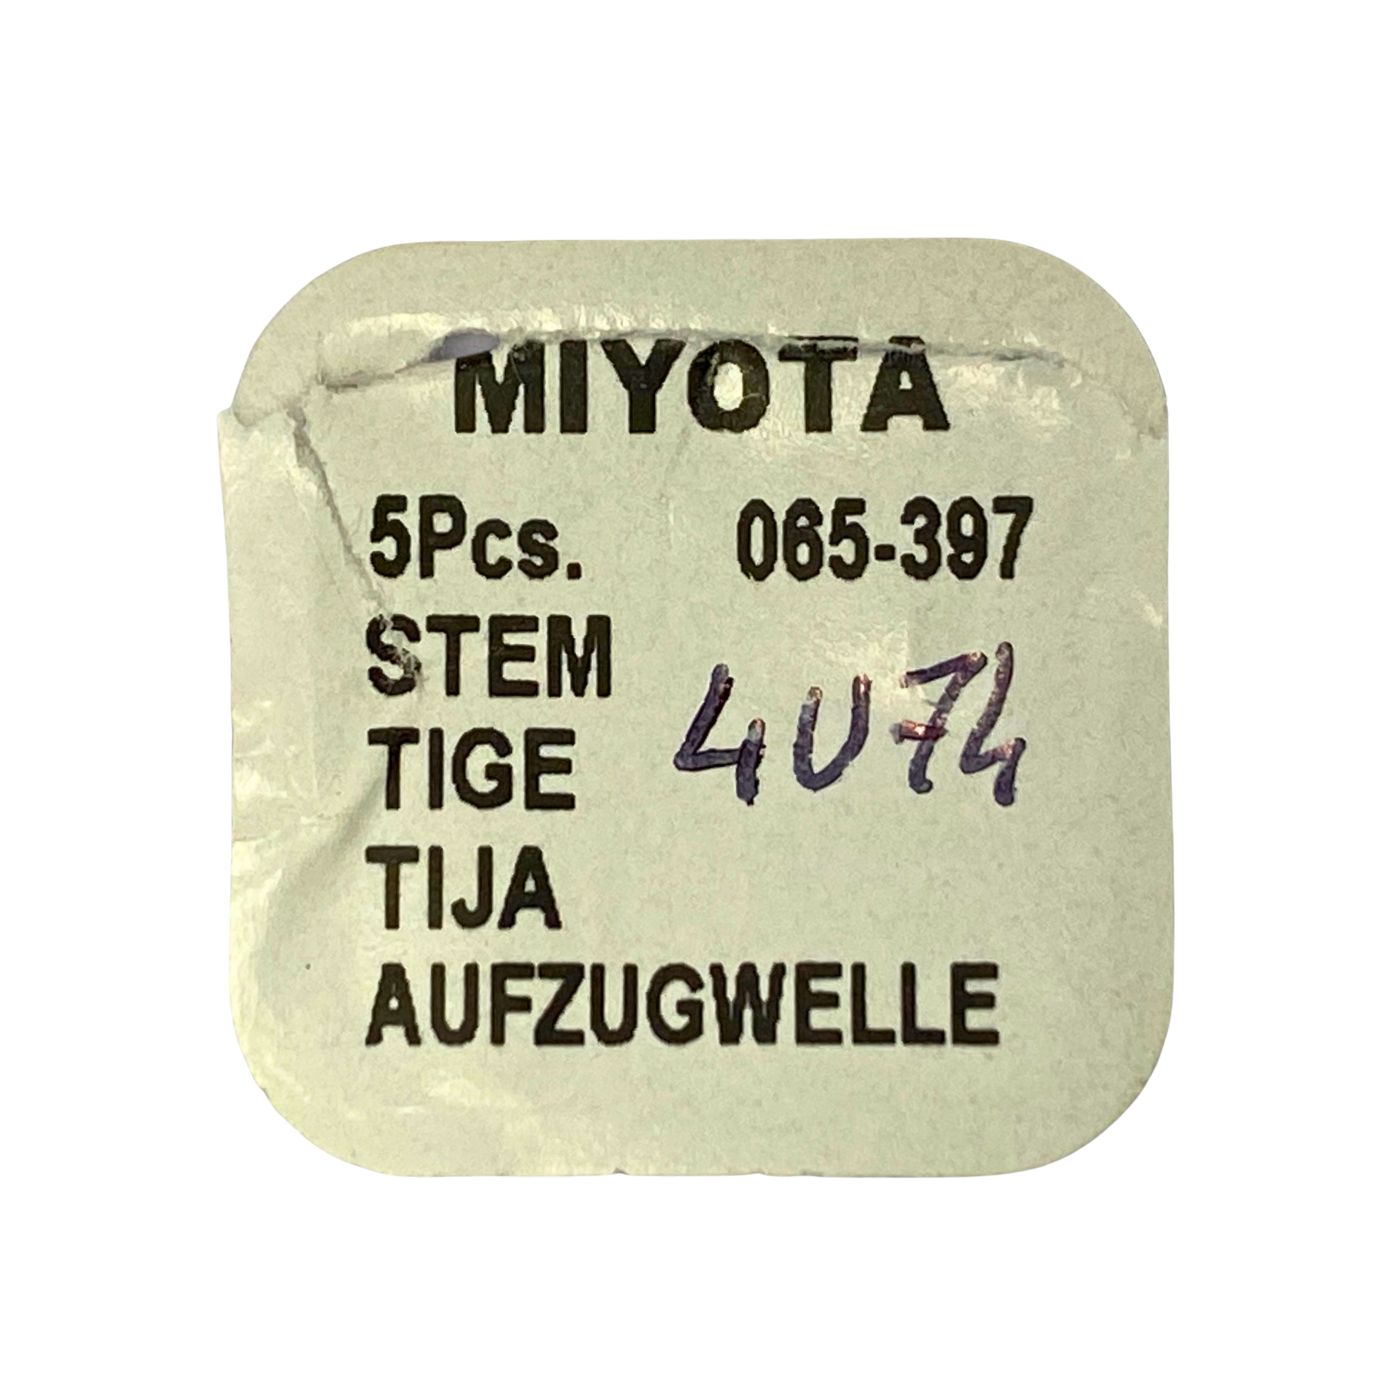 MIYOTA
5Pcs. 065-397
STEM
TIGE 4U74
TIJA
AUFZUGWELLE